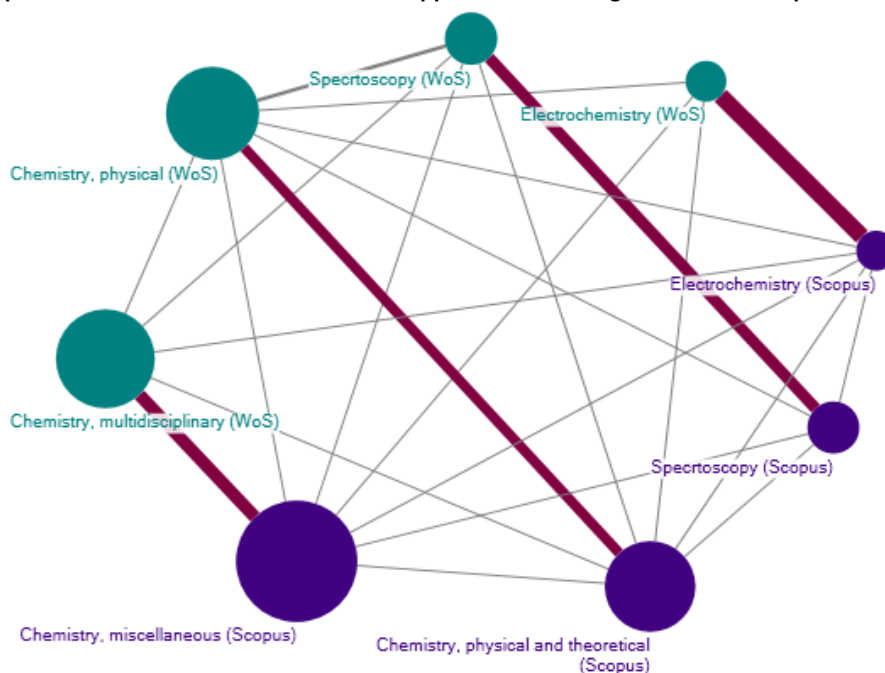 Specrtoscopy (WoS)
Electrochemistry (WoS)
Chemistry, physical (WoS)
Electrochemistry (Scopus)
Chemistry, multidisciplinary (WoS)
Specrtoscopy (Scopus)
Chemistry, miscellaneous (Scopus)
Chemistry, physical and theoretical
(Scopus)